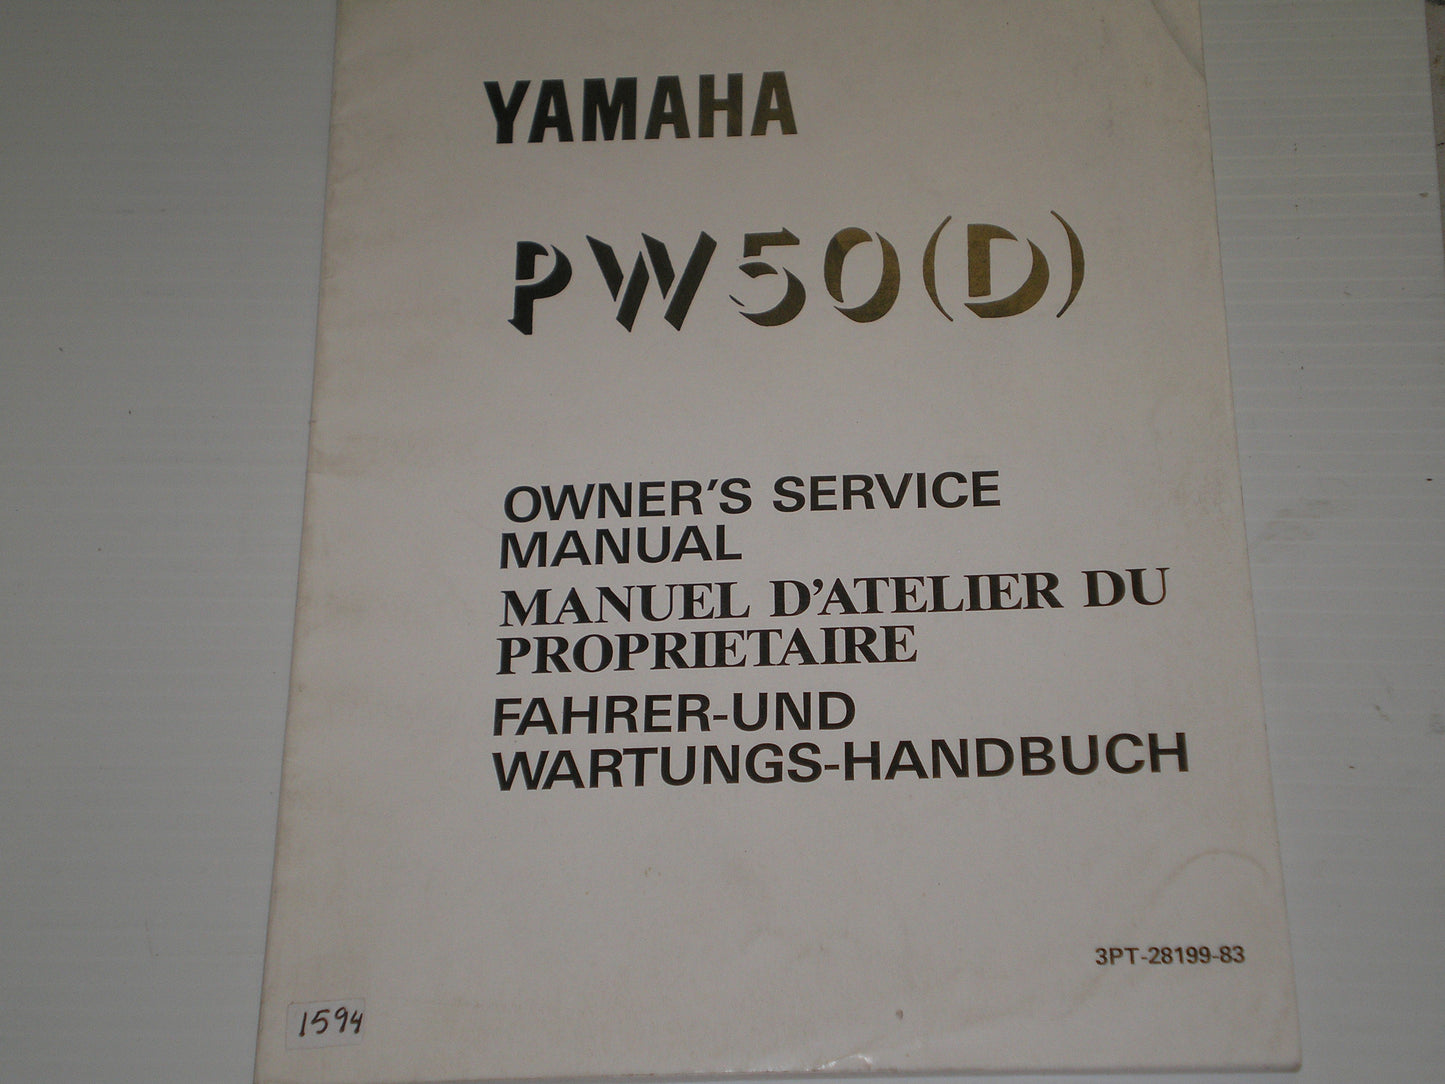 YAMAHA
PW50(D)
OWNER'S SERVICE
MANUAL
MANUEL D'ATELIER DU
PROPRIETAIRE
FAHRER-UND
WARTUNGS-HANDBUCH
3PT-28199-83
1594